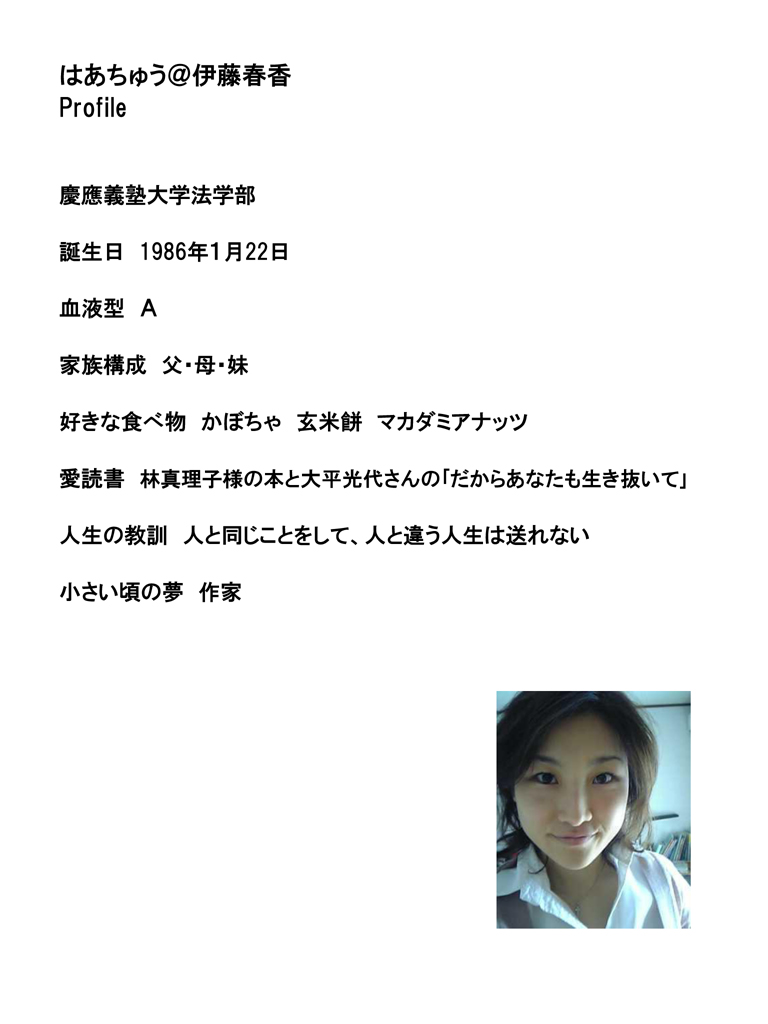 はあちゅう＠伊藤春香
Profile
慶應義塾大学法学部
誕生日　1986年１月22日
血液型　Ａ
家族構成　父・母・妹
好きな食べ物　かぼちゃ　玄米餅　マカダミアナッツ
愛読書　林真理子様の本と大平光代さんの「だからあなたも生き抜いて」
人生の教訓　人と同じことをして、人と違う人生は送れない
小さい頃の夢　作家